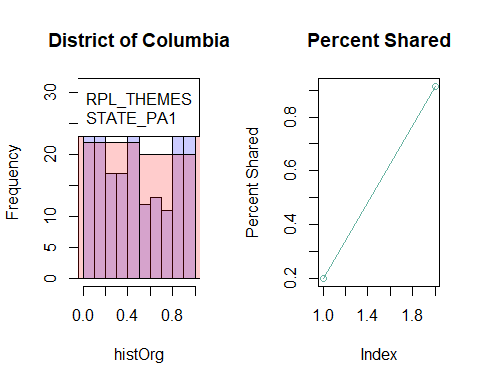 District of Columbia
RPL_THEMES
STATE_PA1
Frequency
30
20
10
5
0
0.0 0.4 0.8
histOrg
Percent Shared
Percent Shared
0.8
0.6
0.4
0.2
1.0 1.4 1.8
Index